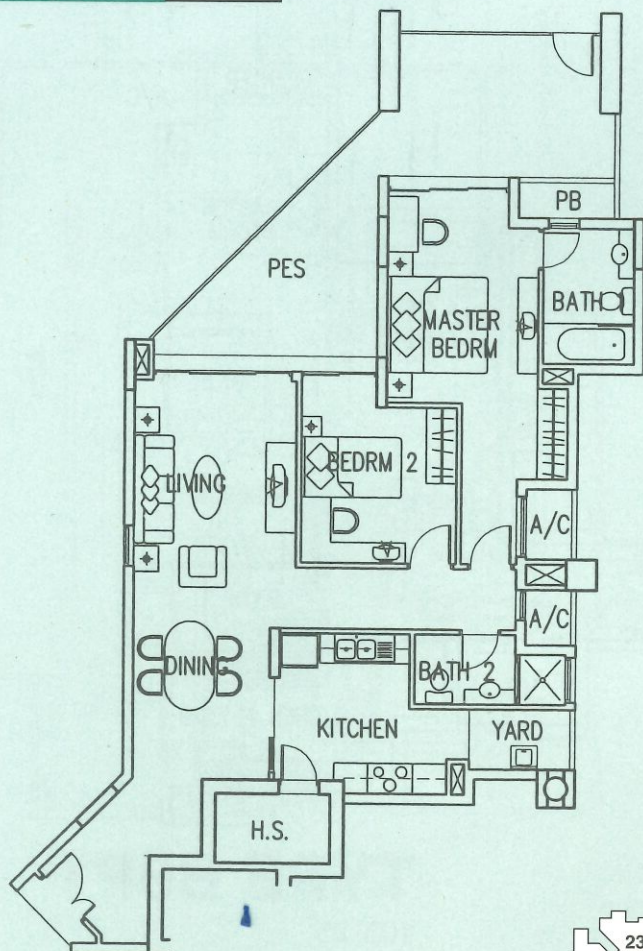 PB
PES
BATH
MASTER
BEDRM
BEDRM 2
LIVING
A/C
A/C
DINING
BATH 2
KITCHEN
YARD
H.S.
23